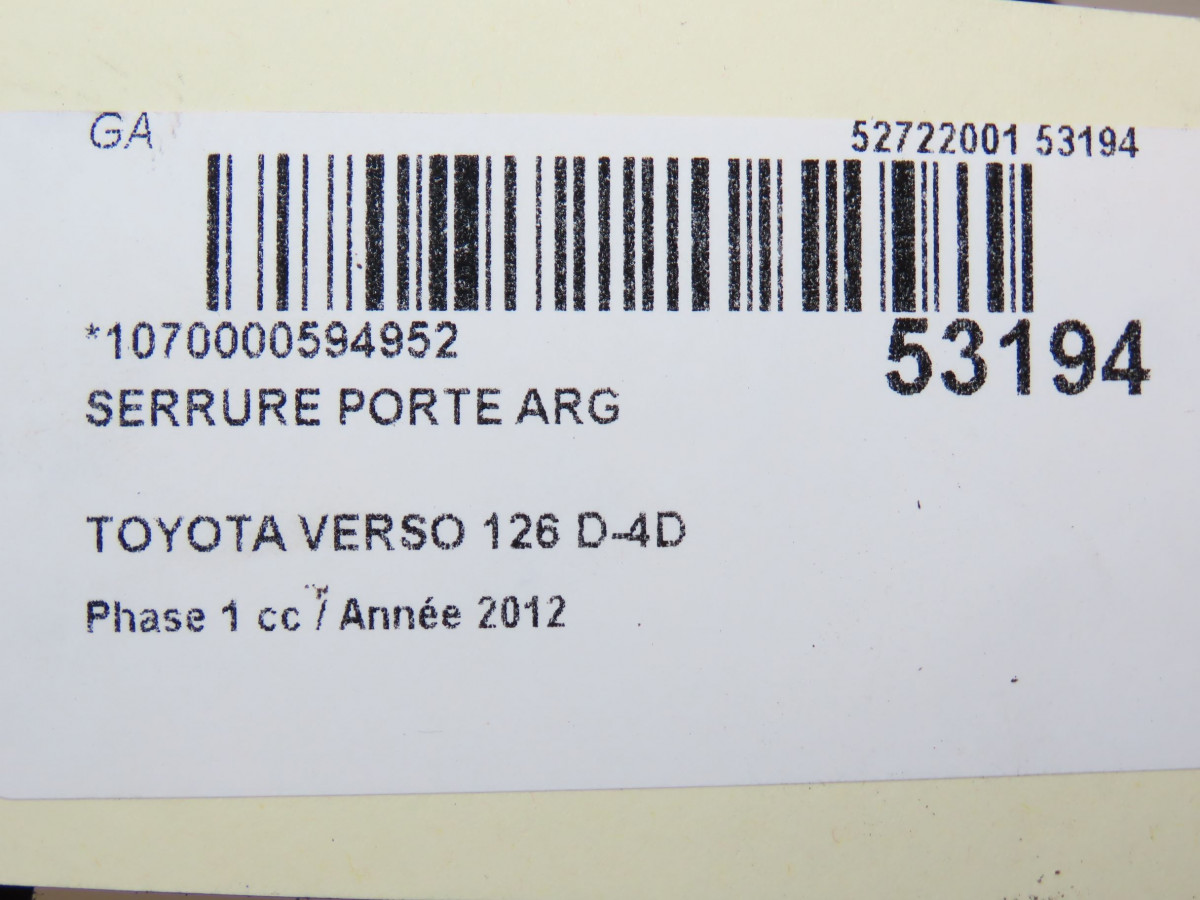 GA
52722001 53194
*1070000594952
53194
SERRURE PORTE ARG
TOYOTA VERSO 126 D-4D
Phase 1 cc / Année 2012